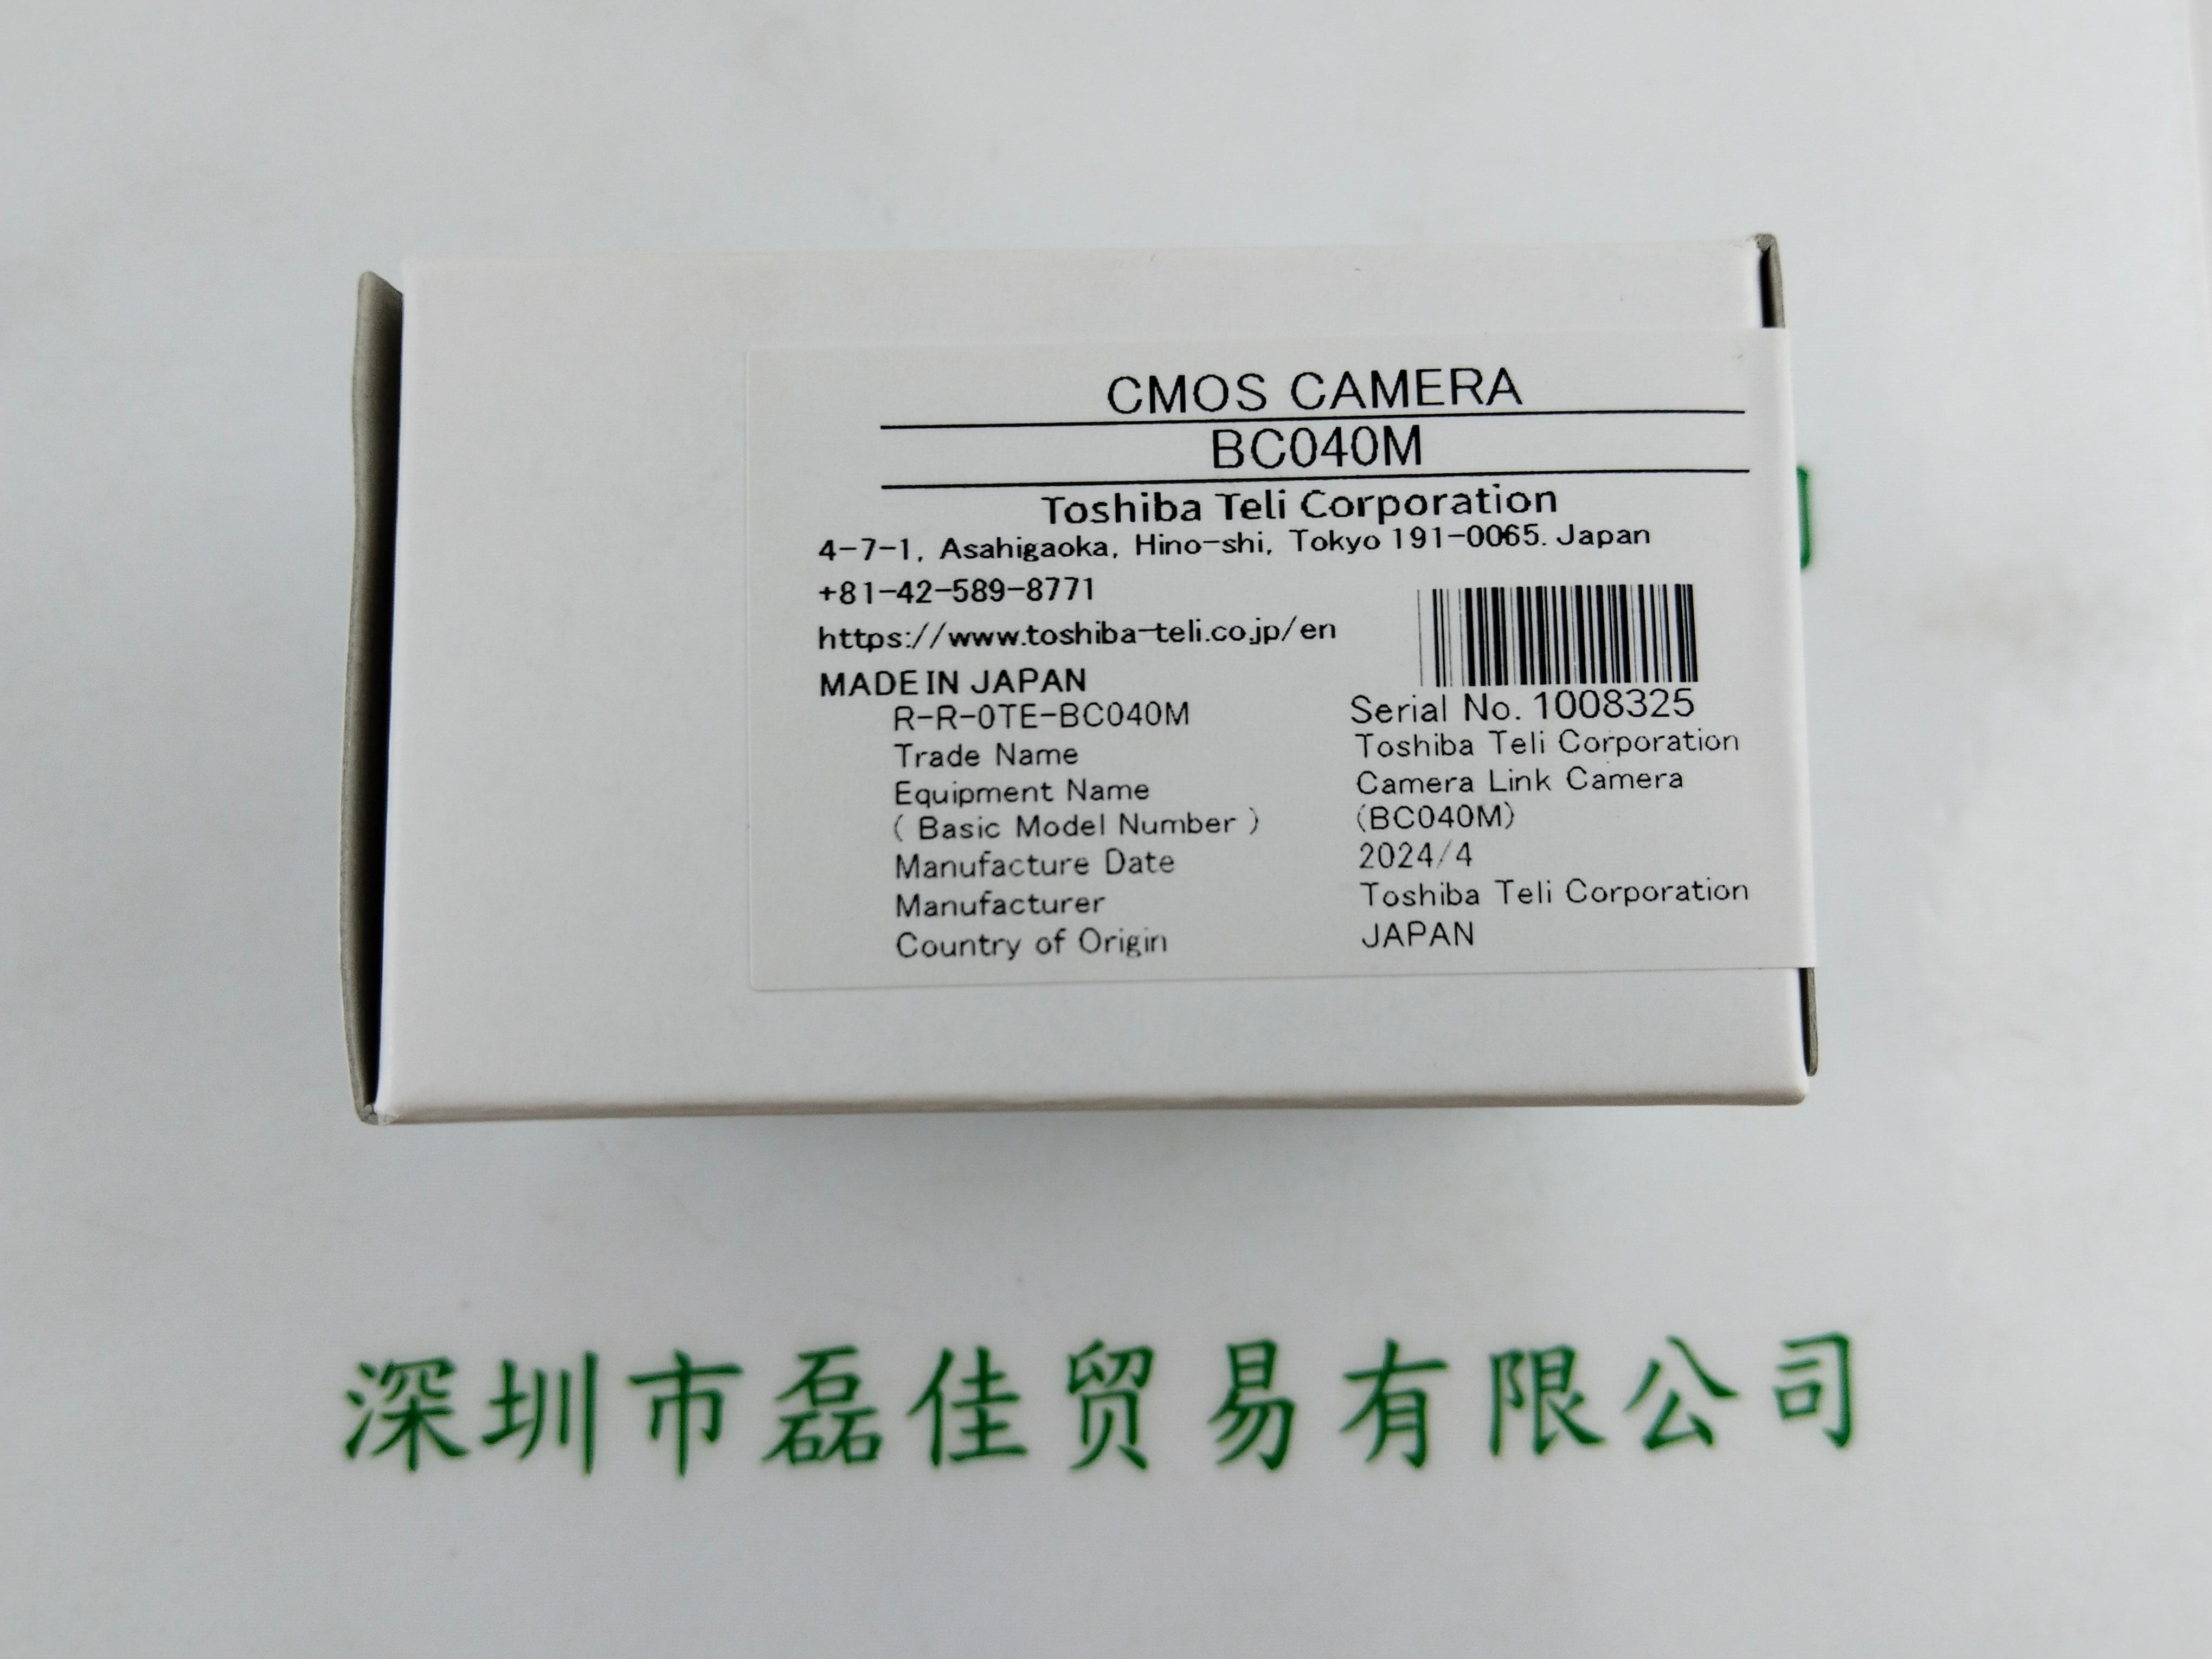 CMOS CAMERA
BC040M
Toshiba Teli Corporation
4-7-1, Asahigaoka, Hino-shi, Tokyo 191-0065. Japan
+81-42-589-8771
https://www.toshiba-teli.co.jp/en
MADE IN JAPAN
R-R-0TE-BC040M Serial No. 1008325
Trade Name Toshiba Teli Corporation
Equipment Name Camera Link Camera
( Basic Model Number ) (BC040M)
Manufacture Date 2024/4
Manufacturer Toshiba Teli Corporation
Country of Origin JAPAN
深圳市磊佳贸易有限公司